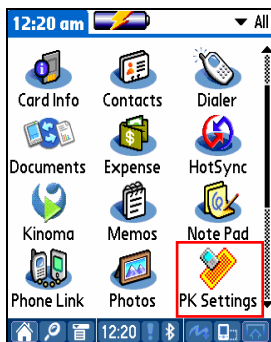 12:20 am All
Card Info Contacts Dialer
Documents Expense HotSync
Kinoma Memos Note Pad
Phone Link Photos PK Settings
12:20